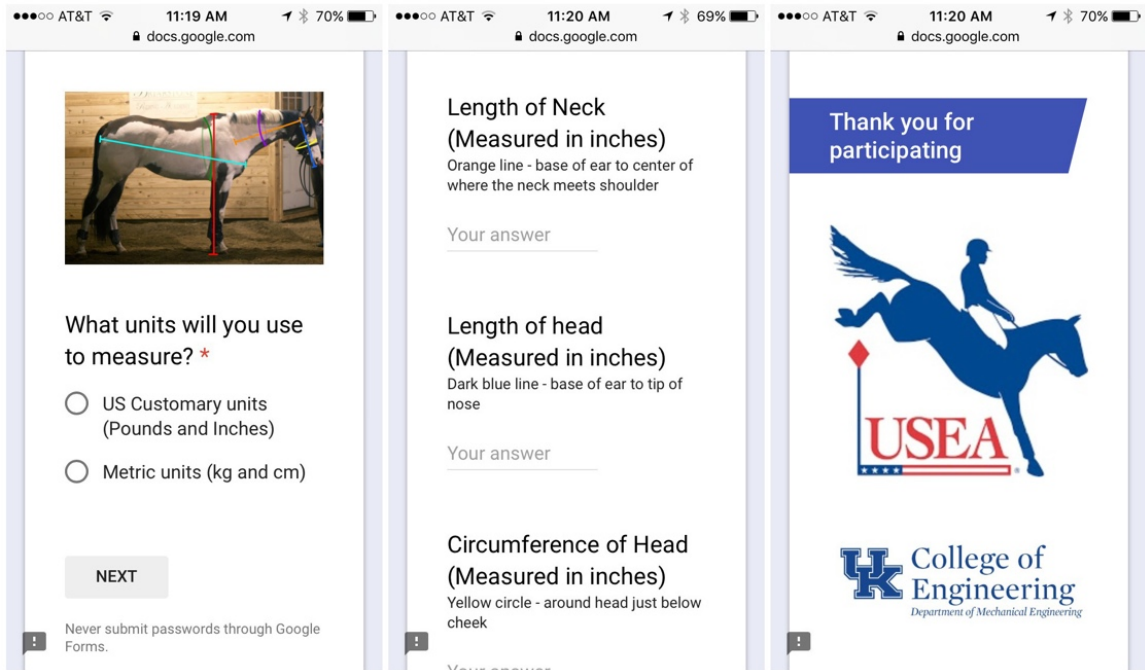 AT&T 11:19 AM 70%
docs.google.com
What units will you use
to measure? *
US Customary units
(Pounds and Inches)
Metric units (kg and cm)
NEXT
Never submit passwords through Google
Forms.
AT&T 11:20 AM 69%
docs.google.com
Length of Neck
(Measured in inches)
Orange line - base of ear to center of
where the neck meets shoulder
Your answer
Length of head
(Measured in inches)
Dark blue line - base of ear to tip of
nose
Your answer
Circumference of Head
(Measured in inches)
Yellow circle - around head just below
cheek
Your answer
AT&T 11:20 AM 70%
docs.google.com
Thank you for
participating
USEA
UK College of
Engineering
Department of Mechanical Engineering